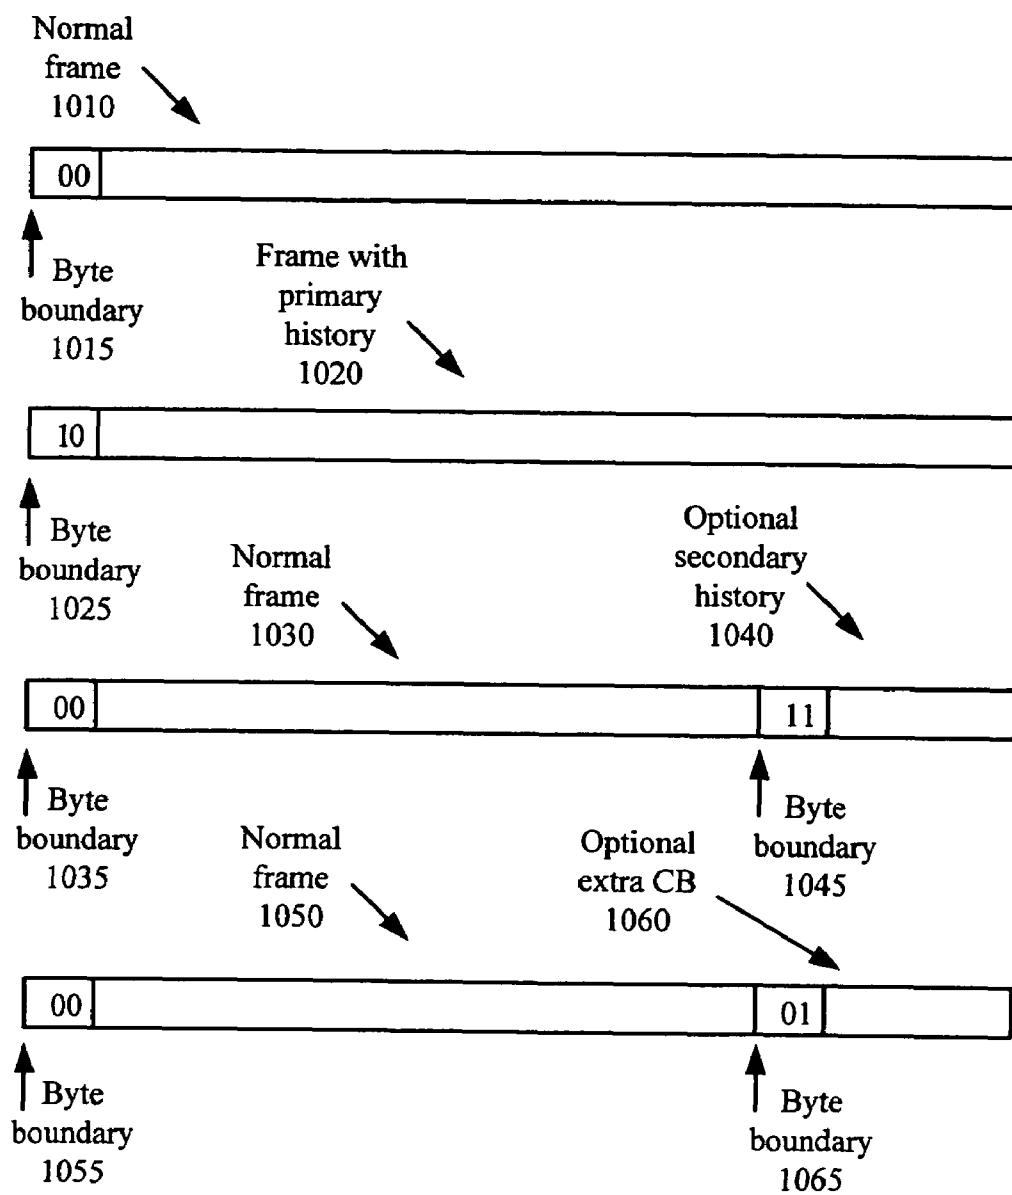 Normal
frame
1010
00
Byte
boundary
1015
Frame with
primary
history
1020
10
Byte
boundary
1025
Normal
frame
1030
Optional
secondary
history
1040
00
11
Byte
boundary
1035
Byte
boundary
1045
Normal
frame
1050
Optional
extra CB
1060
00
01
Byte
boundary
1055
Byte
boundary
1065